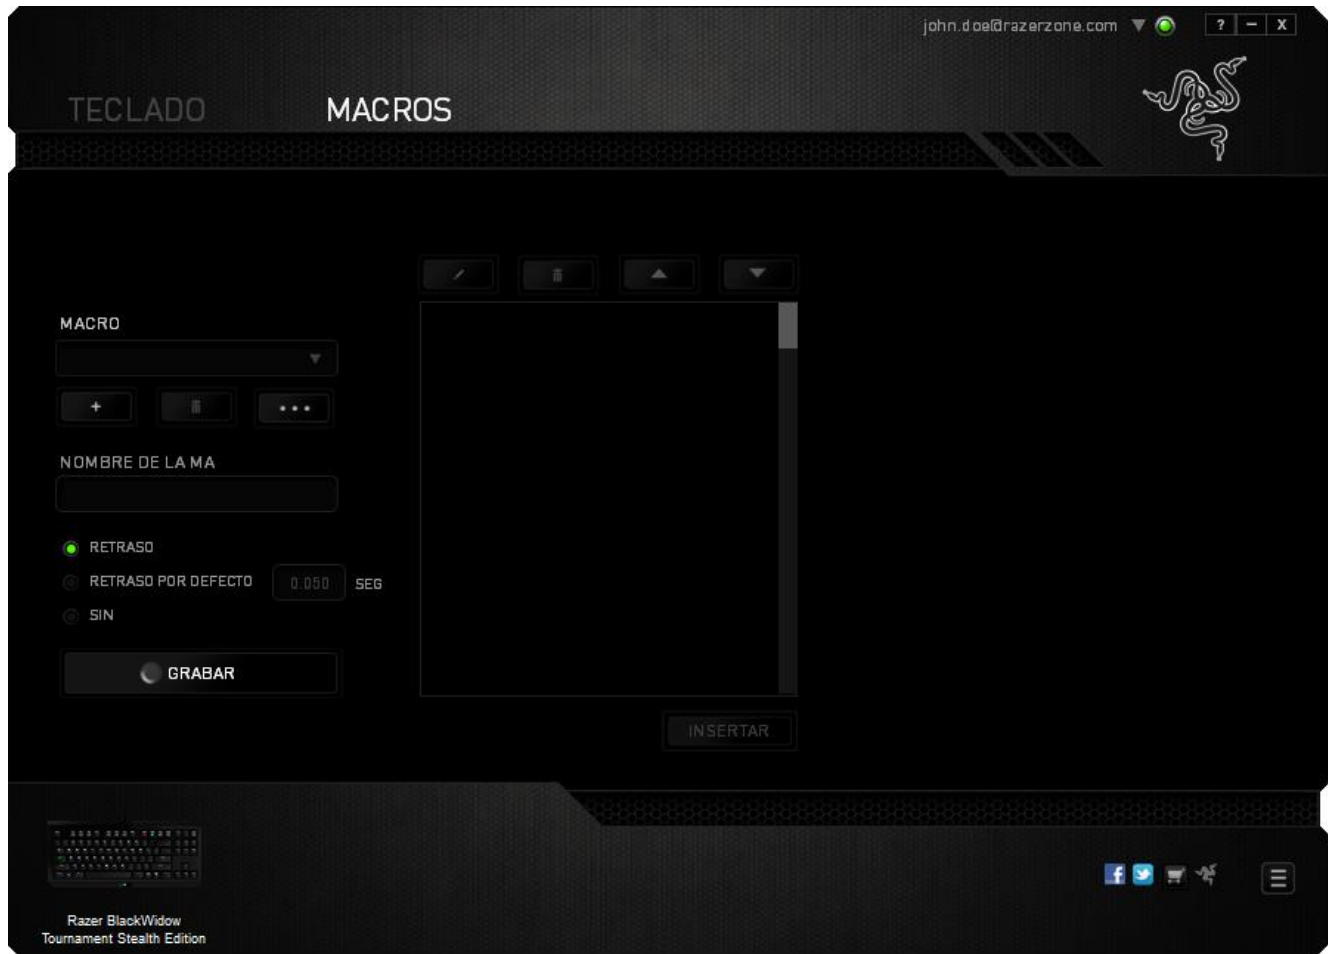 john.doe@razerzone.com
? – X
TECLADO
MACROS
MACRO
+
•••
NOMBRE DE LA MA
RETRASO
RETRASO POR DEFECTO 0.050 SEG
SIN
GRABAR
INSERTAR
Razer BlackWidow
Tournament Stealth Edition